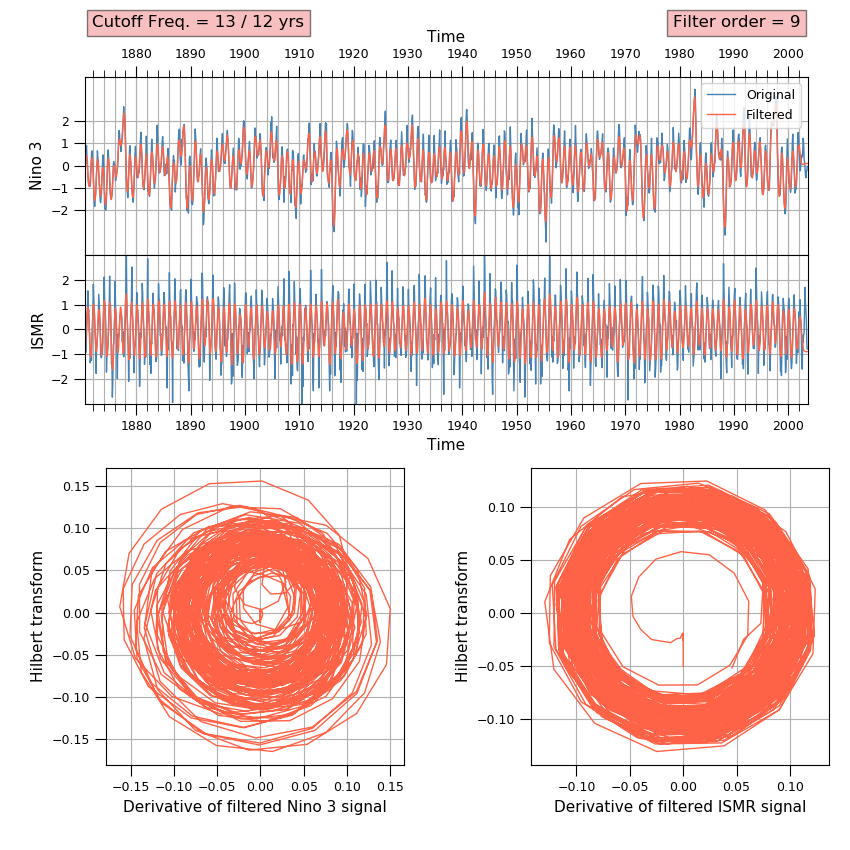 Cutoff Freq. = 13 / 12 yrs
Filter order = 9
Time
1880 1890 1900 1910 1920 1930 1940 1950 1960 1970 1980 1990 2000
Original
Filtered
Nino 3
2
1
0
−1
−2
ISMR
2
1
0
−1
−2
1880 1890 1900 1910 1920 1930 1940 1950 1960 1970 1980 1990 2000
Time
Hilbert transform
0.15
0.10
0.05
0.00
−0.05
−0.10
−0.15
−0.15 −0.10 −0.05 0.00 0.05 0.10 0.15
Derivative of filtered Nino 3 signal
Hilbert transform
0.10
0.05
0.00
−0.05
−0.10
−0.10 −0.05 0.00 0.05 0.10
Derivative of filtered ISMR signal